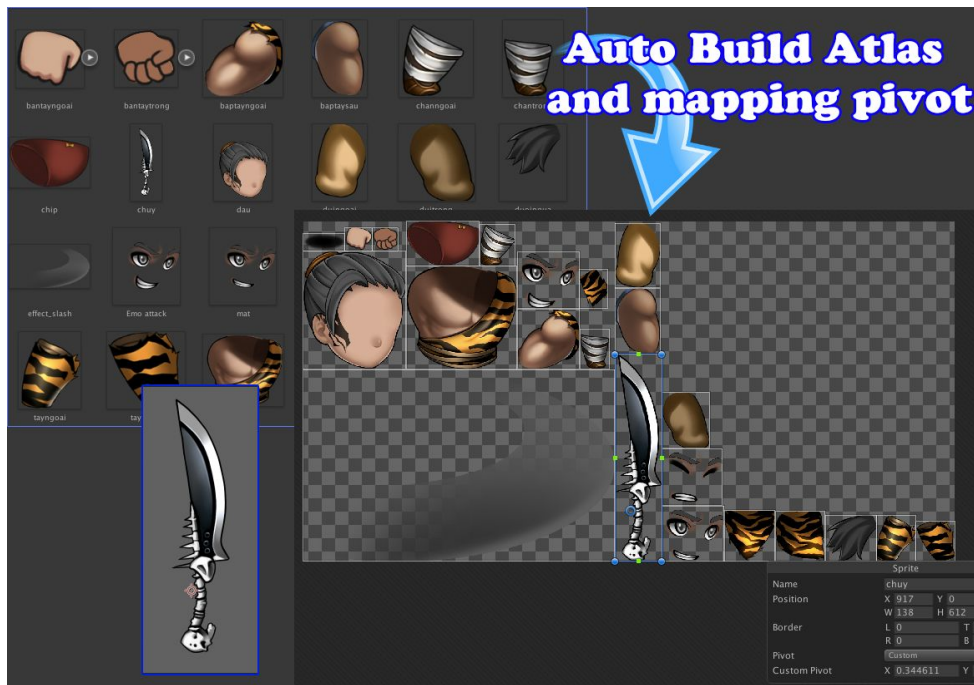 Auto Build Atlas
and mapping pivot
bantayngoai
bantaytrong
baptayngoai
baptaysau
channgoai
chip
chuy
dau
effect_slash
Emo attack
mat
tayngoai
Sprite
Name chuy
Position X 917 Y 0
W 138 H 612
Border L 0 T
R 0 B
Pivot Custom
Custom Pivot X 0.344611 Y